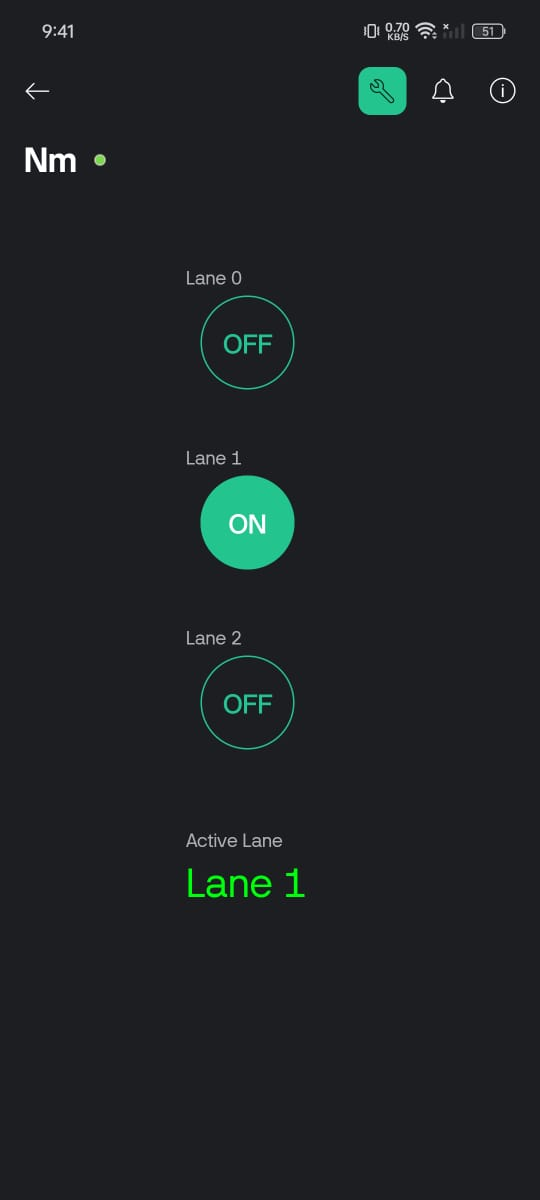 9:41
0.70
KB/S
51
Nm
Lane 0
OFF
Lane 1
ON
Lane 2
OFF
Active Lane
Lane 1